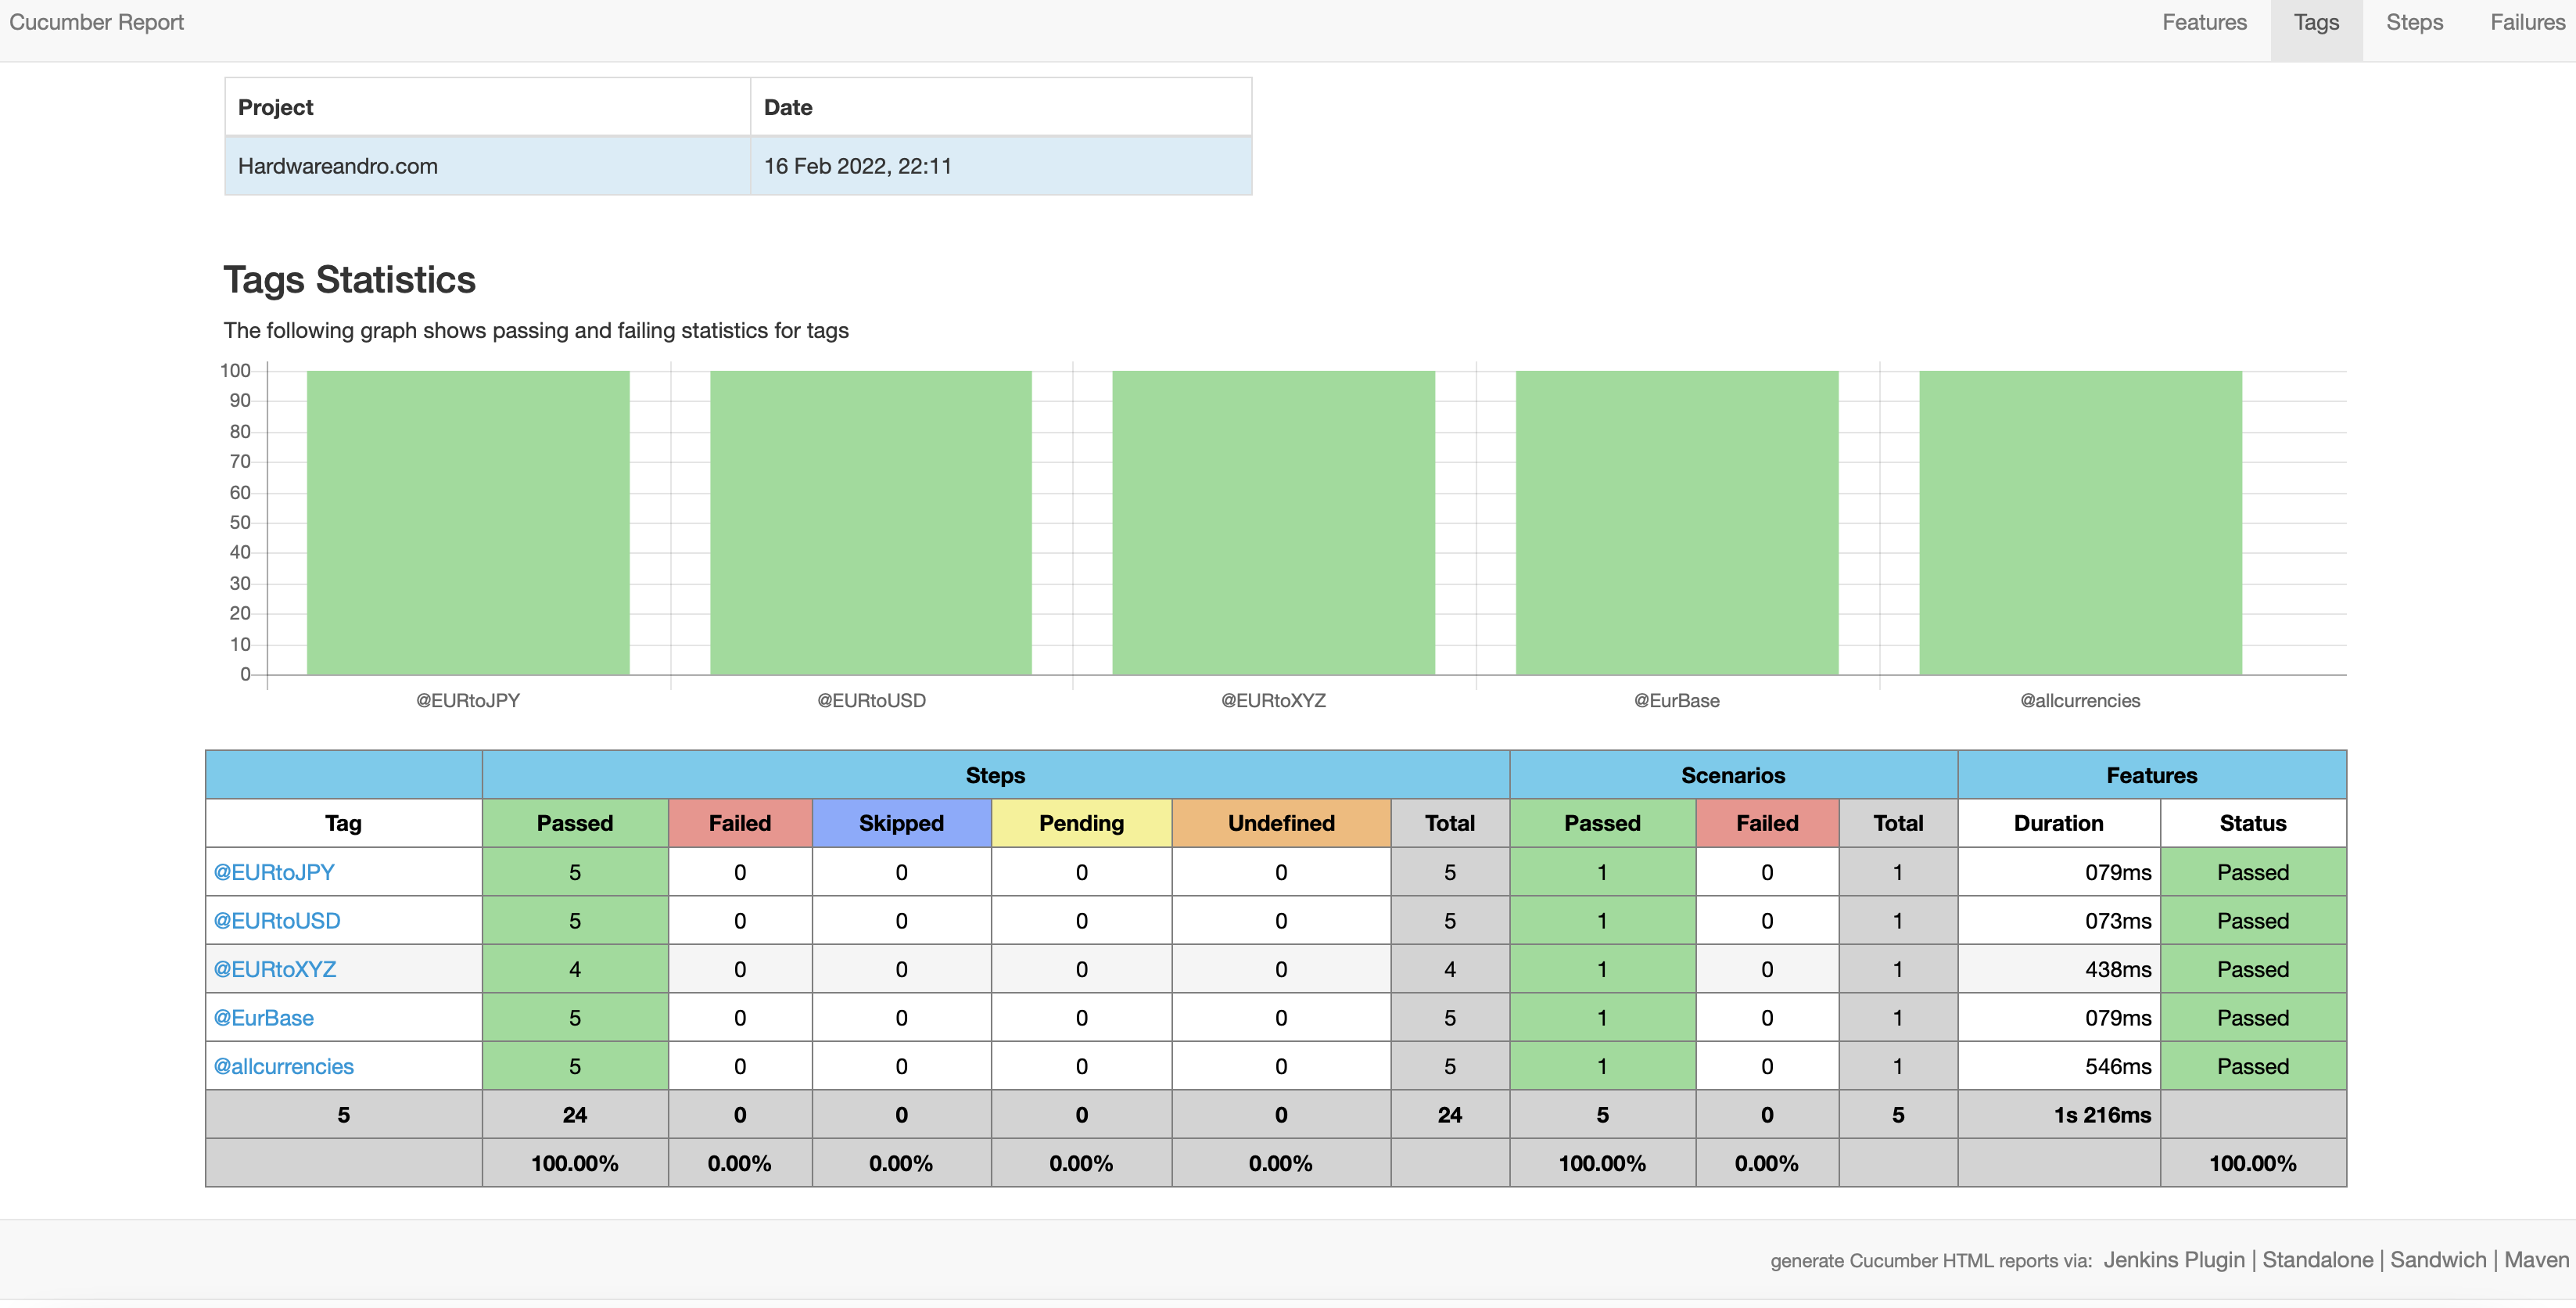 Cucumber Report Features Tags Steps Failures
Project Date
Hardwareandro.com 16 Feb 2022, 22:11
Tags Statistics
The following graph shows passing and failing statistics for tags
100
90
80
70
60
50
40
30
20
10
0
@EURtoJPY @EURtoUSD @EURtoXYZ @EurBase @allcurrencies
Steps Scenarios Features
Tag Passed Failed Skipped Pending Undefined Total Passed Failed Total Duration Status
@EURtoJPY 5 0 0 0 0 5 1 0 1 079ms Passed
@EURtoUSD 5 0 0 0 0 5 1 0 1 073ms Passed
@EURtoXYZ 4 0 0 0 0 4 1 0 1 438ms Passed
@EurBase 5 0 0 0 0 5 1 0 1 079ms Passed
@allcurrencies 5 0 0 0 0 5 1 0 1 546ms Passed
5 24 0 0 0 0 24 5 0 5 1s 216ms
100.00% 0.00% 0.00% 0.00% 0.00% 100.00% 0.00% 100.00%
generate Cucumber HTML reports via: Jenkins Plugin | Standalone | Sandwich | Maven